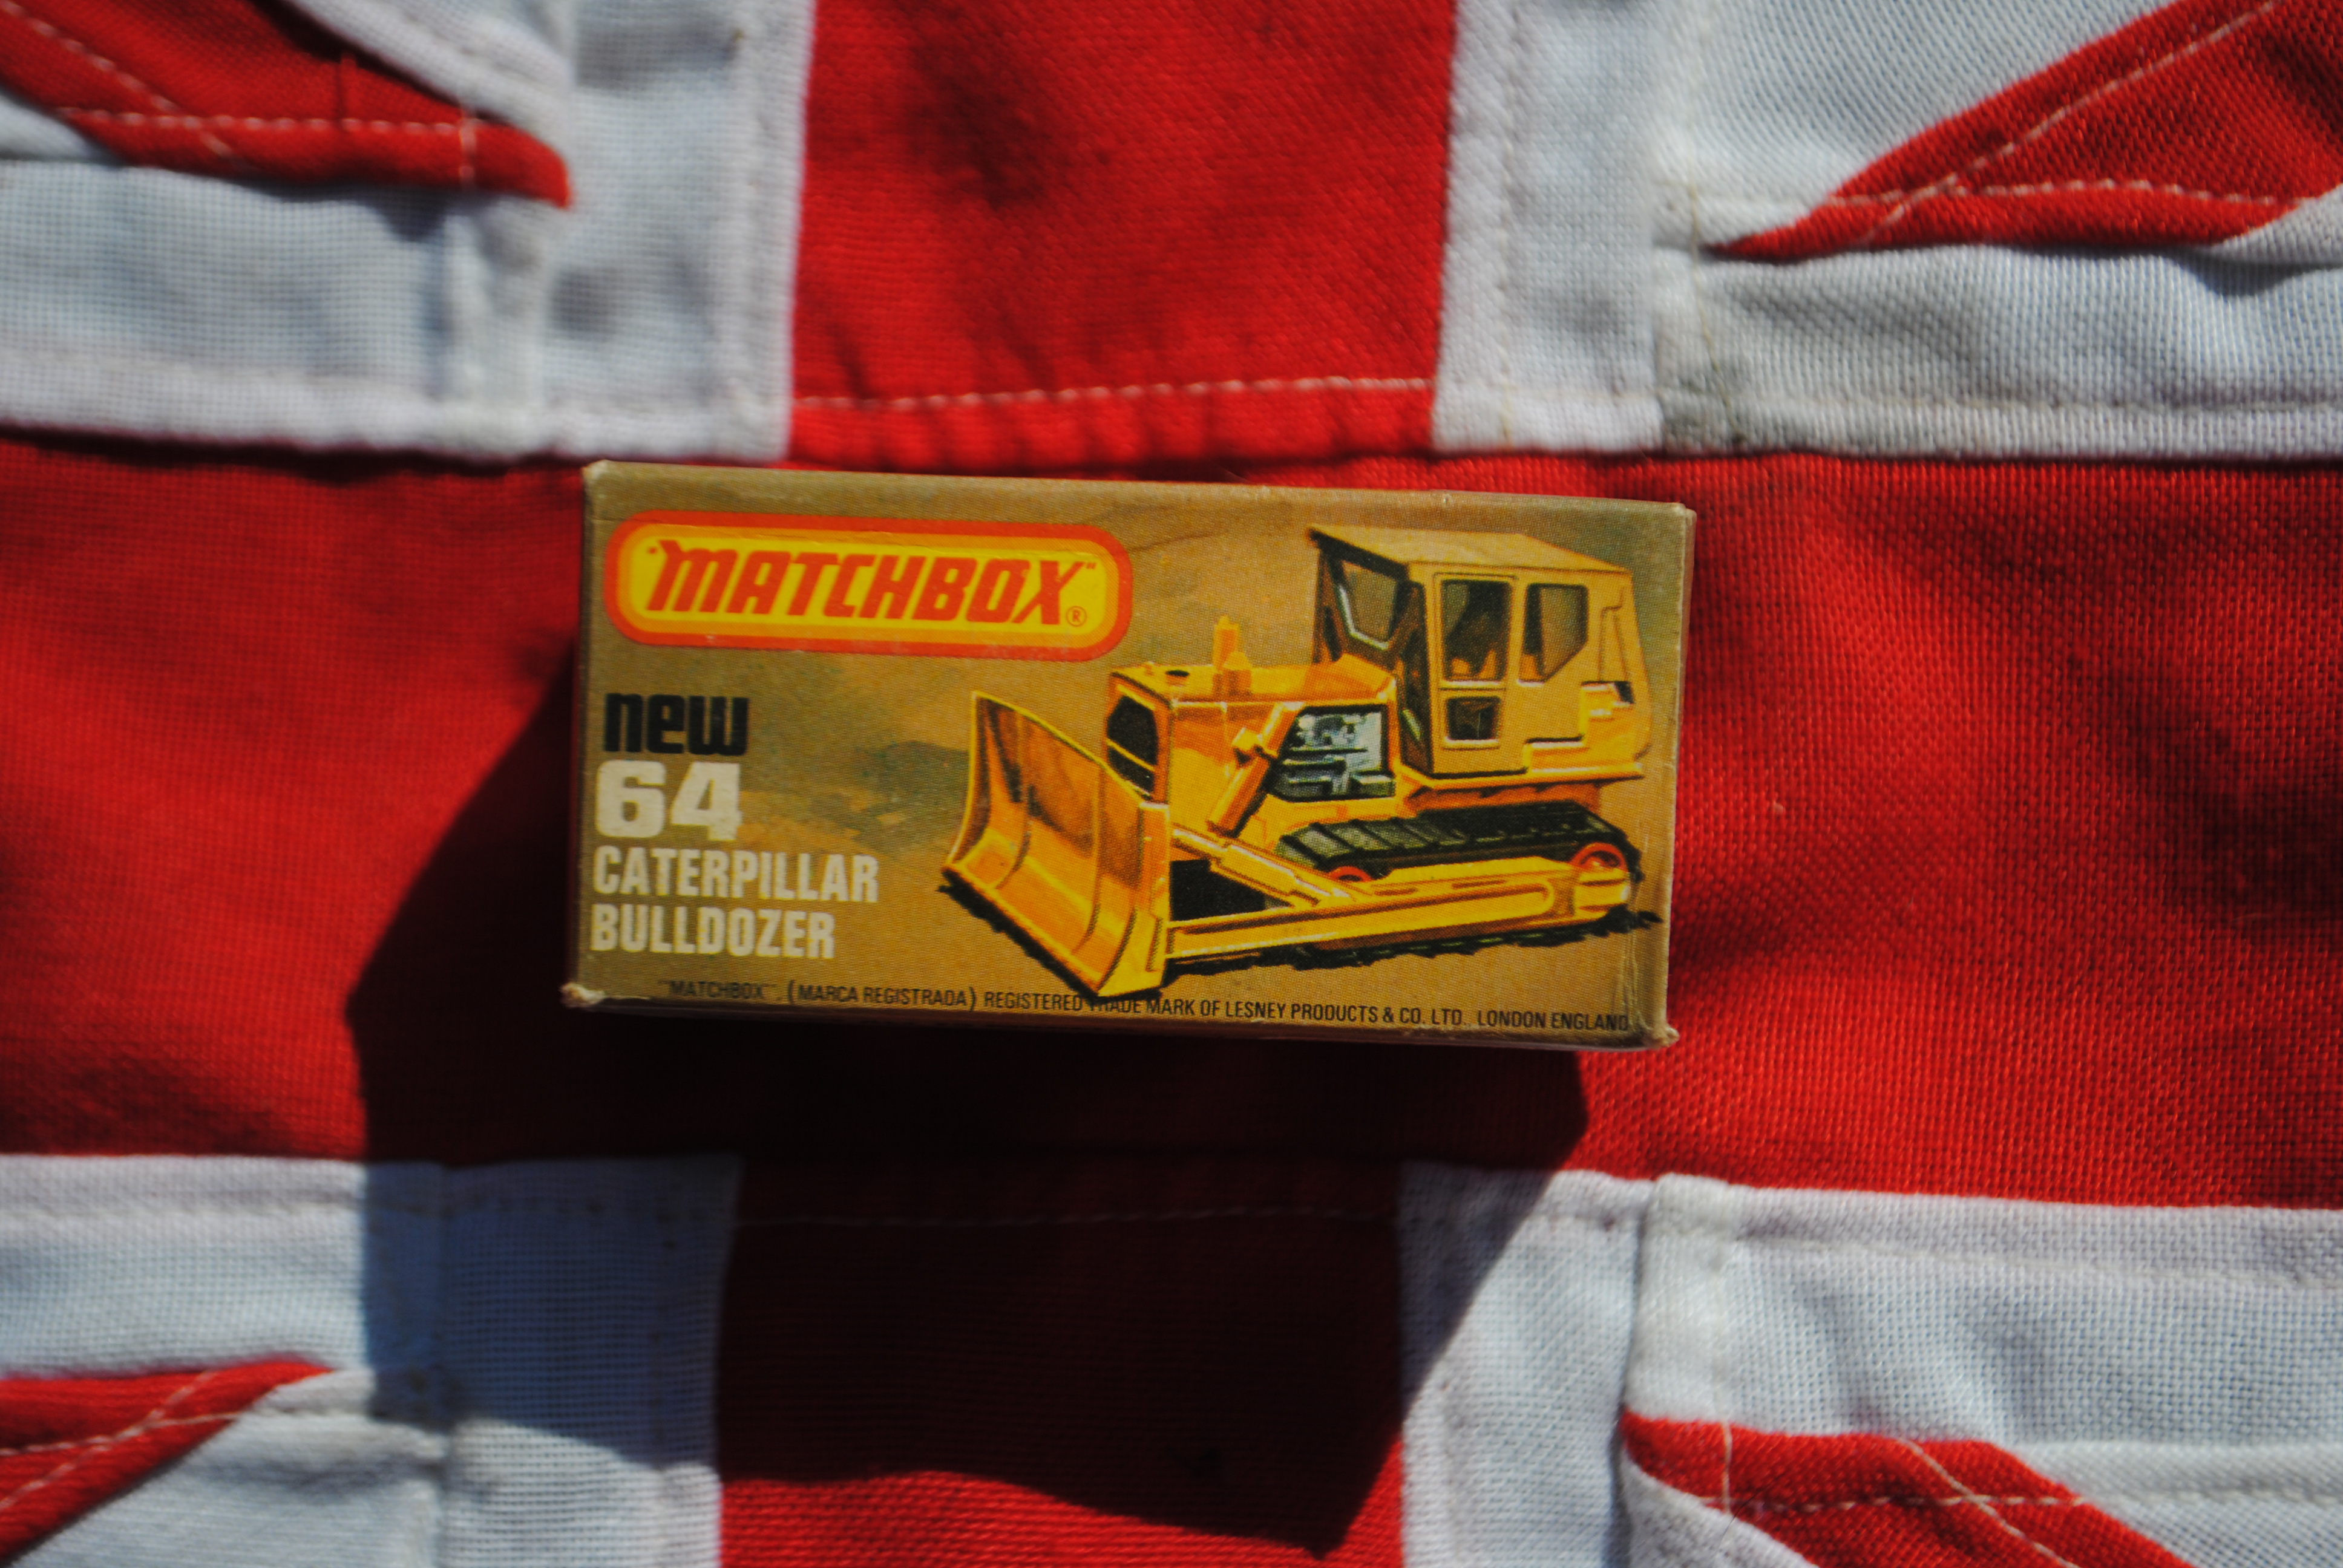 "MATCHBOX"®
new
64
CATERPILLAR
BULLDOZER
"MATCHBOX", (MARCA REGISTRADA) REGISTERED TRADE MARK OF LESNEY PRODUCTS & CO. LTD. LONDON ENGLAND